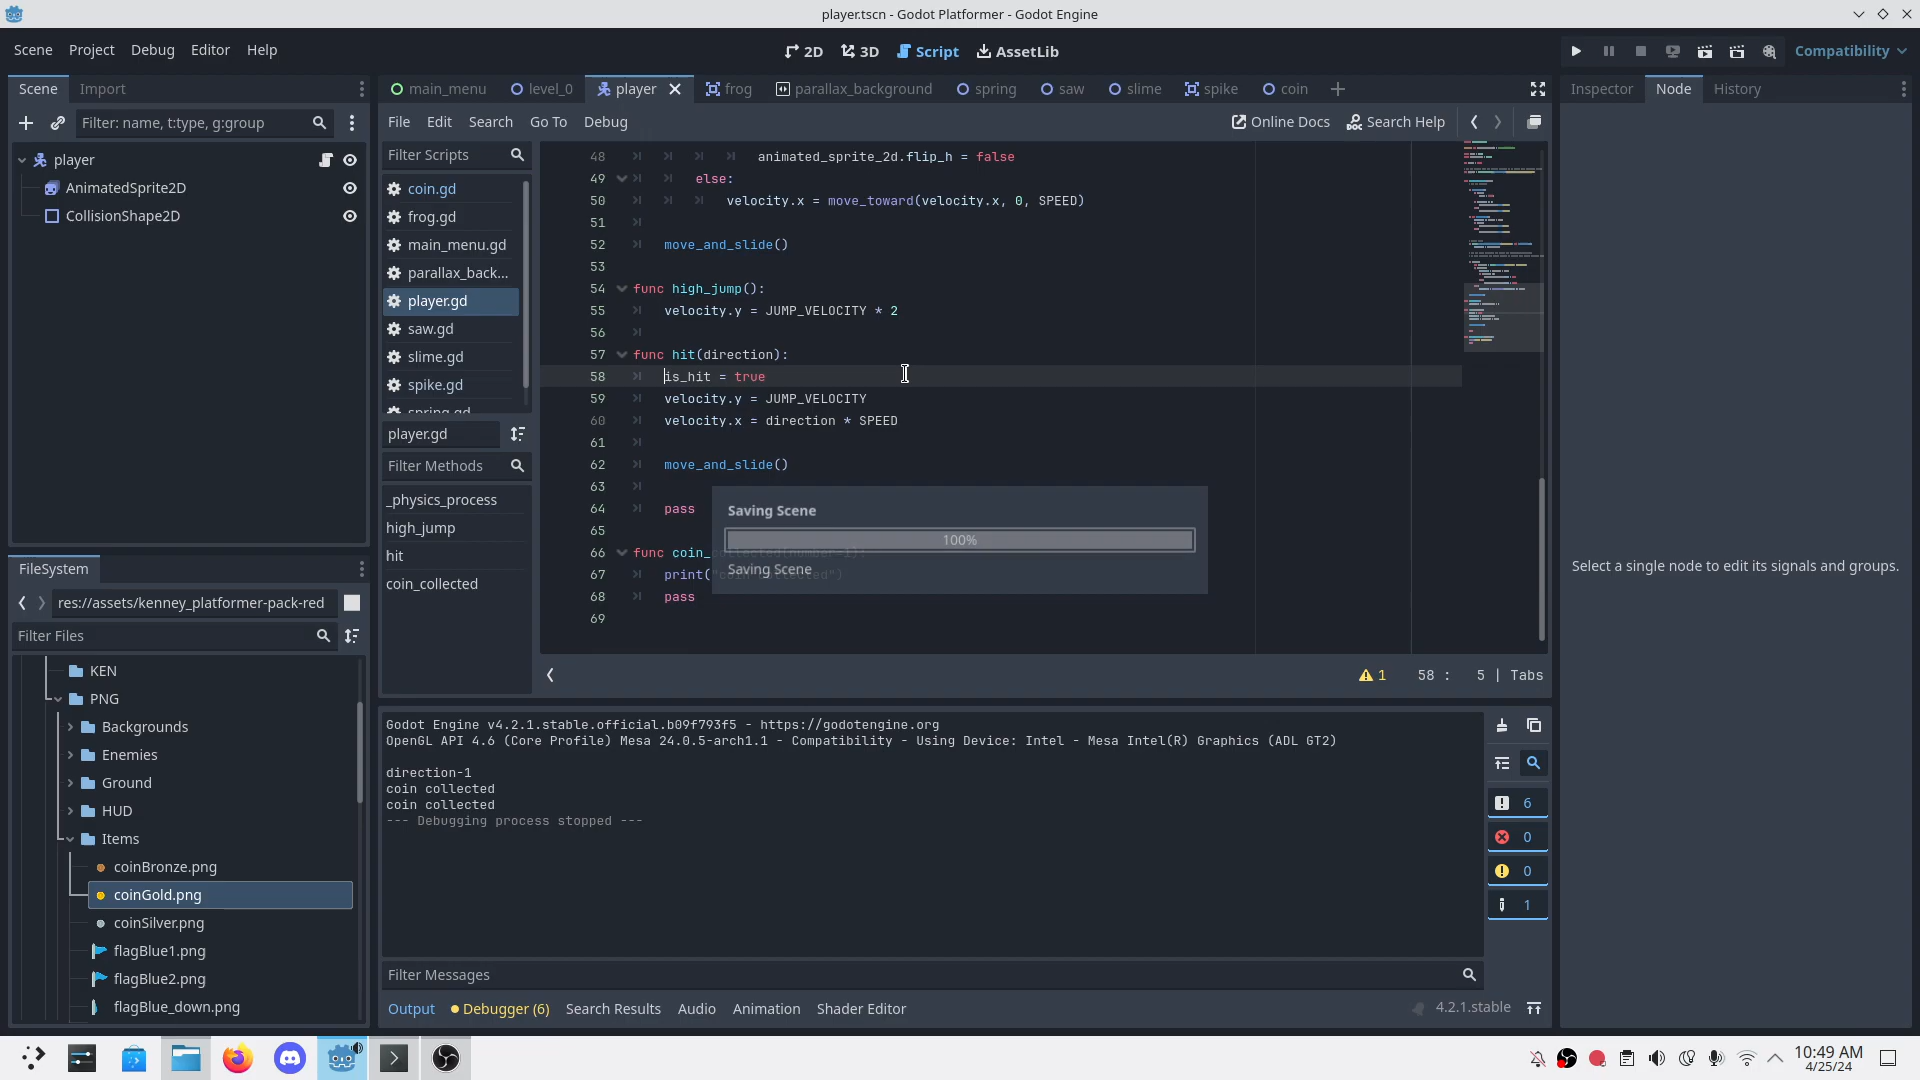 player.tscn - Godot Platformer - Godot Engine
Scene Project Debug Editor Help
2D 3D Script AssetLib
Compatibility
Scene Import
main_menu level_0 player frog parallax_background spring saw slime spike coin
Inspector Node History
Filter: name, t:type, g:group
File Edit Search Go To Debug
Online Docs Search Help
player
AnimatedSprite2D
CollisionShape2D
Filter Scripts
coin.gd
frog.gd
main_menu.gd
parallax_back...
player.gd
saw.gd
slime.gd
spike.gd
spring.gd
player.gd
Filter Methods
_physics_process
high_jump
hit
coin_collected
48 animated_sprite_2d.flip_h = false
49 else:
50 velocity.x = move_toward(velocity.x, 0, SPEED)
51
52 move_and_slide()
53
54 func high_jump():
55 velocity.y = JUMP_VELOCITY * 2
56
57 func hit(direction):
58 is_hit = true
59 velocity.y = JUMP_VELOCITY
60 velocity.x = direction * SPEED
61
62 move_and_slide()
63
64 pass
65
66 func coin_collected(number=1):
67 print("coin collected")
68 pass
69
Saving Scene
100%
Saving Scene
1 58 : 5 | Tabs
Select a single node to edit its signals and groups.
FileSystem
res://assets/kenney_platformer-pack-red
Filter Files
KEN
PNG
Backgrounds
Enemies
Ground
HUD
Items
coinBronze.png
coinGold.png
coinSilver.png
flagBlue1.png
flagBlue2.png
flagBlue_down.png
Godot Engine v4.2.1.stable.official.b09f793f5 - https://godotengine.org
OpenGL API 4.6 (Core Profile) Mesa 24.0.5-arch1.1 - Compatibility - Using Device: Intel - Mesa Intel(R) Graphics (ADL GT2)
direction-1
coin collected
coin collected
--- Debugging process stopped ---
6
0
0
1
Filter Messages
Output Debugger (6) Search Results Audio Animation Shader Editor
4.2.1.stable
10:49 AM
4/25/24